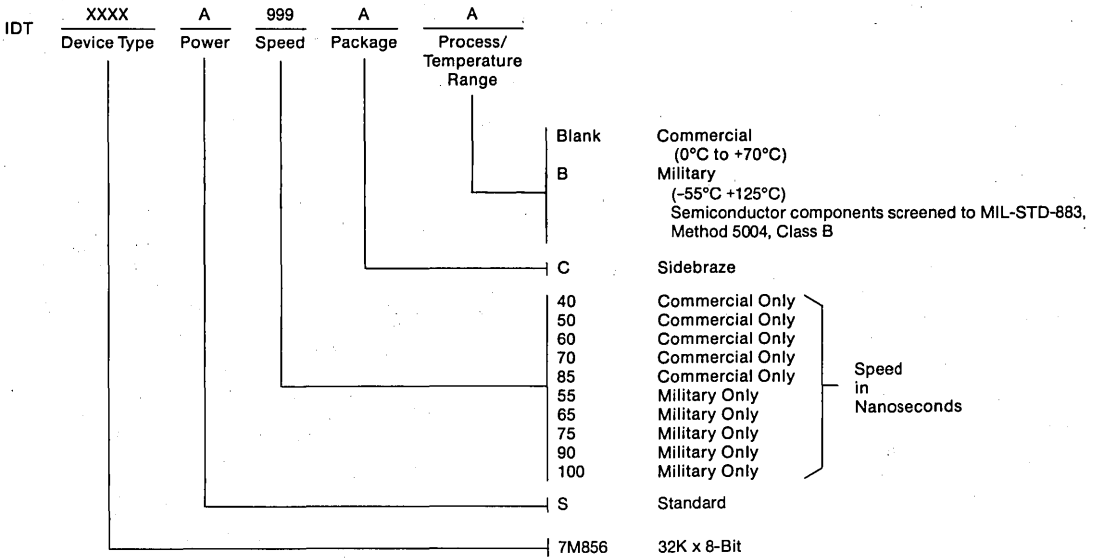 XXXX A 999 A A
IDT
Device Type Power Speed Package Process/
Temperature
Range
Blank Commercial
(0°C to +70°C)
B Military
(–55°C +125°C)
Semiconductor components screened to MIL-STD-883,
Method 5004, Class B
C Sidebraze
40 Commercial Only
50 Commercial Only
60 Commercial Only
70 Commercial Only
85 Commercial Only
55 Military Only
65 Military Only
75 Military Only
90 Military Only
100 Military Only
Speed
in
Nanoseconds
S Standard
7M856 32K x 8-Bit